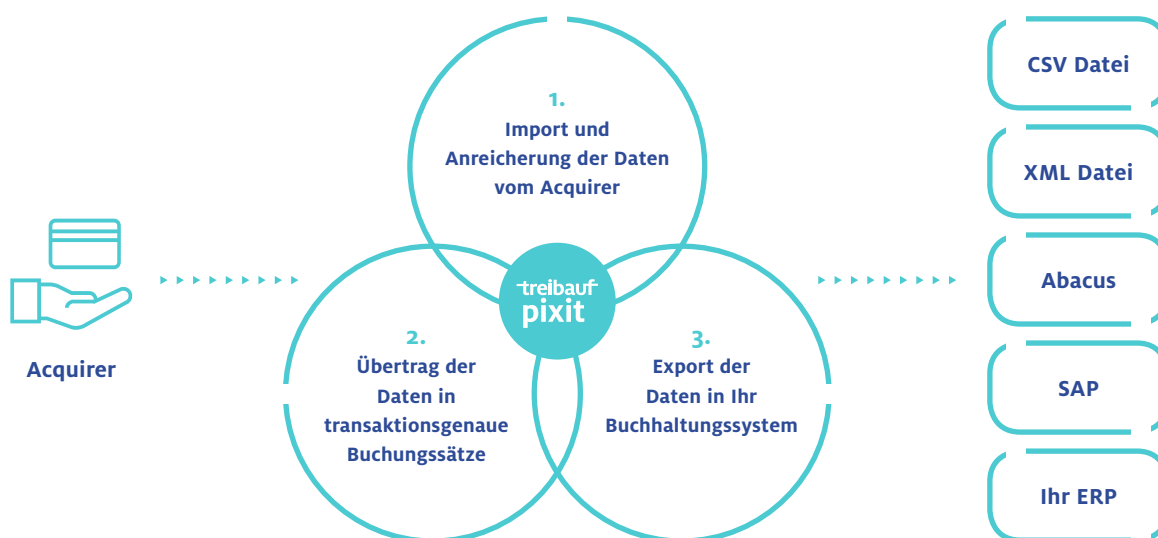 Acquirer
1.
Import und
Anreicherung der Daten
vom Acquirer
treibauf
pixit
2.
Übertrag der
Daten in
transaktionsgenaue
Buchungssätze
3.
Export der
Daten in Ihr
Buchhaltungssystem
CSV Datei
XML Datei
Abacus
SAP
Ihr ERP